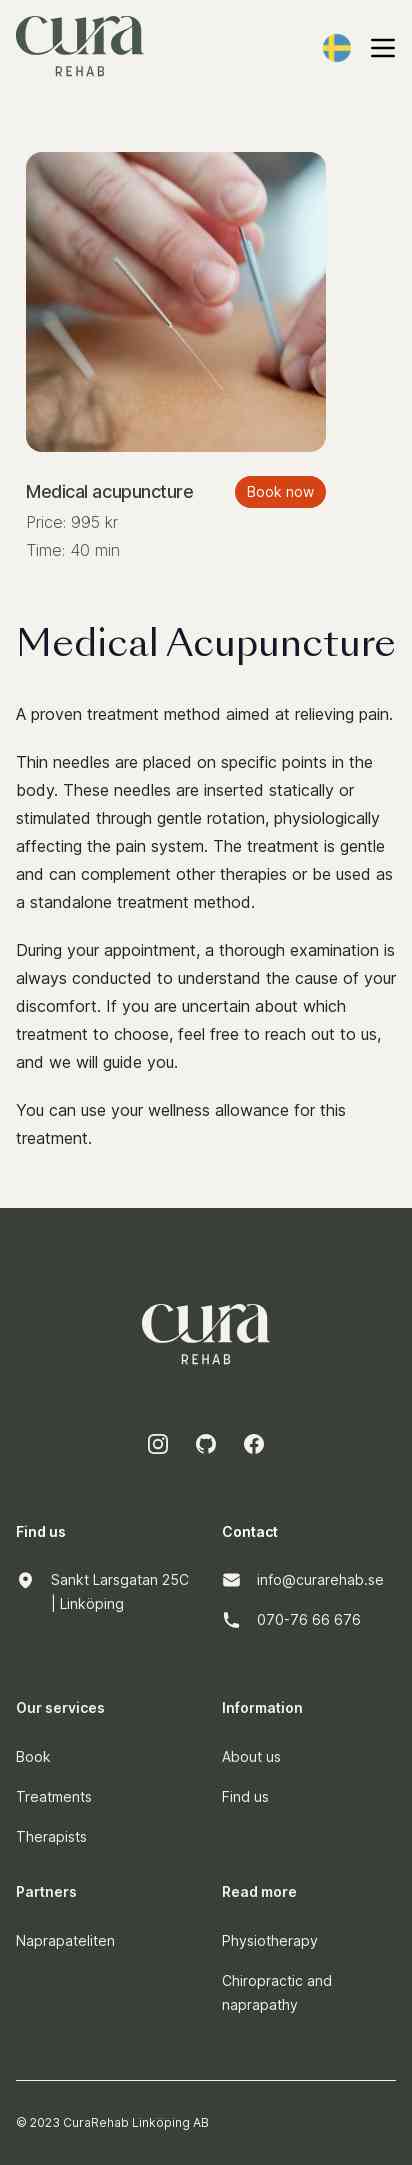 cura
REHAB
Medical acupuncture
Book now
Price: 995 kr
Time: 40 min
Medical Acupuncture
A proven treatment method aimed at relieving pain.
Thin needles are placed on specific points in the
body. These needles are inserted statically or
stimulated through gentle rotation, physiologically
affecting the pain system. The treatment is gentle
and can complement other therapies or be used as
a standalone treatment method.
During your appointment, a thorough examination is
always conducted to understand the cause of your
discomfort. If you are uncertain about which
treatment to choose, feel free to reach out to us,
and we will guide you.
You can use your wellness allowance for this
treatment.
cura
REHAB
Find us
Sankt Larsgatan 25C
| Linköping
Contact
info@curarehab.se
070-76 66 676
Our services
Book
Treatments
Therapists
Information
About us
Find us
Partners
Naprapateliten
Read more
Physiotherapy
Chiropractic and
naprapathy
© 2023 CuraRehab Linköping AB